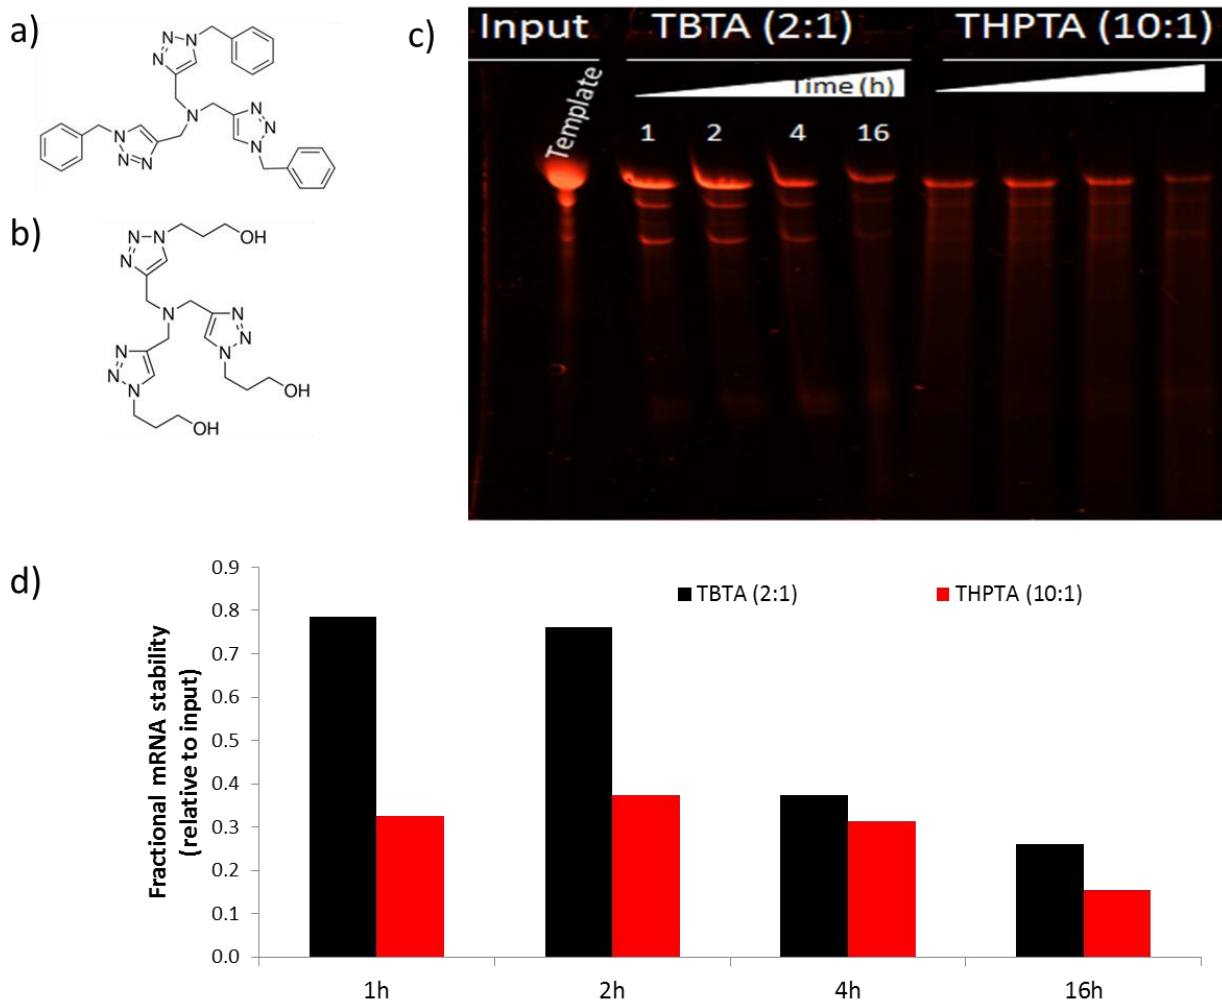 a)
N
N
N
N
N
N
N
N
N
N
b)
N
N
N
OH
N
N
N
N
N
N
N
OH
OH
c)
Input TBTA (2:1) THPTA (10:1)
Template
Time (h)
1 2 4 16
d)
Fractional mRNA stability
(relative to input)
0.9
0.8
0.7
0.6
0.5
0.4
0.3
0.2
0.1
0.0
TBTA (2:1) THPTA (10:1)
1h 2h 4h 16h